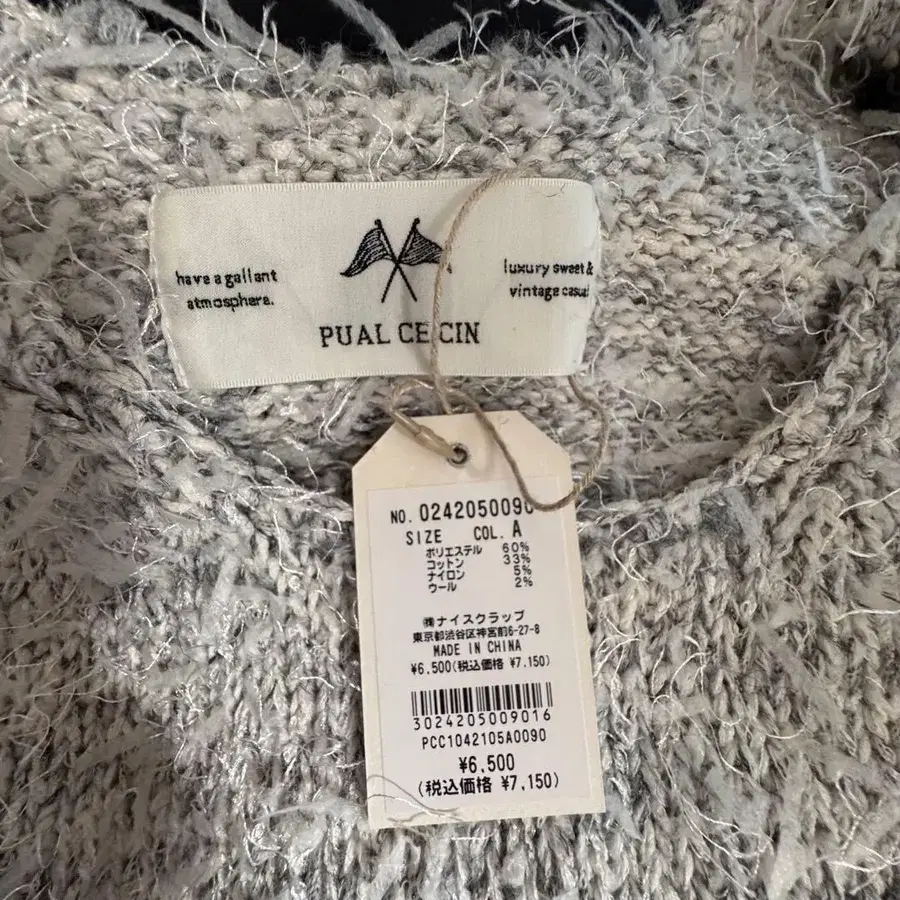 have a gallant
atmosphere.
luxury sweet &
vintage casual
PUAL CE CIN
NO. 0242050090
SIZE COL. A
ポリエステル 60%
コットン 33%
ナイロン 5%
ウール 2%
㈱ナイスクラップ
東京都渋谷区神宮前6-27-8
MADE IN CHINA
¥6,500(税込価格 ¥7,150)
3024205009016
PCC1042105A0090
¥6,500
(税込価格 ¥7,150)